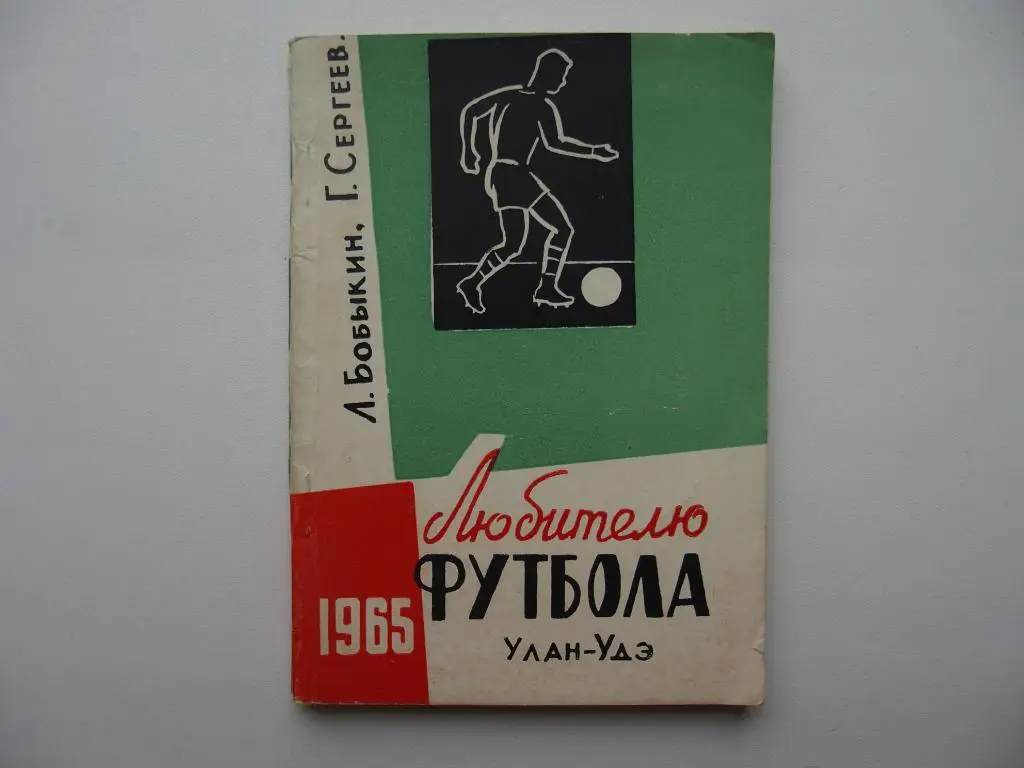 Л. Бобыкин, Г. Сергеев.
Любителю
ФУТБОЛА
1965
Улан-Удэ